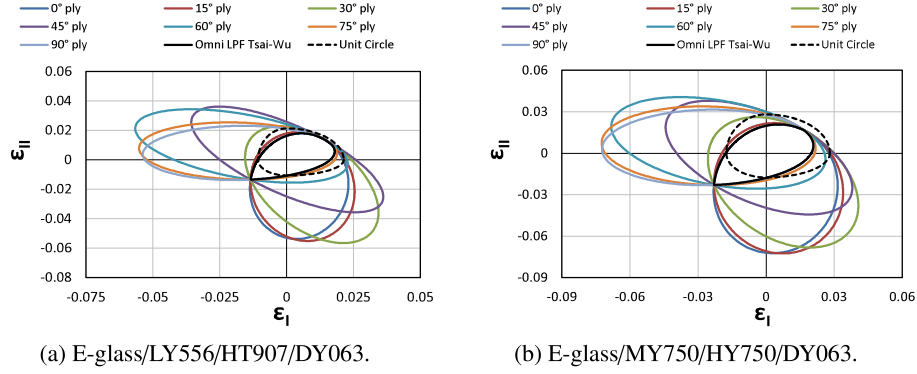 0° ply 15° ply 30° ply
45° ply 60° ply 75° ply
90° ply Omni LPF Tsai-Wu Unit Circle
0.06
0.04
0.02
0
-0.02
-0.04
-0.06
-0.08
εII
-0.075 -0.05 -0.025 0 0.025 0.05
εI
(a) E-glass/LY556/HT907/DY063.
0° ply 15° ply 30° ply
45° ply 60° ply 75° ply
90° ply Omni LPF Tsai-Wu Unit Circle
0.06
0.03
0
-0.03
-0.06
-0.09
εII
-0.09 -0.06 -0.03 0 0.03 0.06
εI
(b) E-glass/MY750/HY750/DY063.